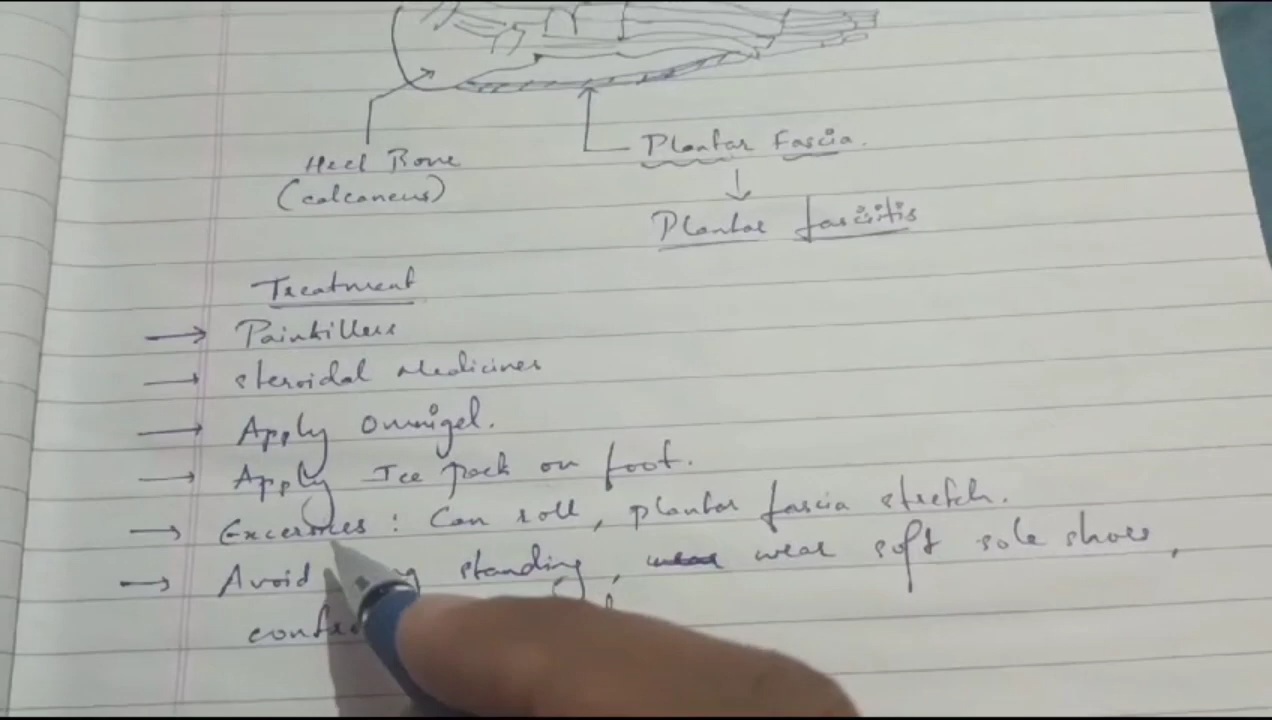 Plantar Fascia.
Heel Bone
(calcaneus)
Plantar fasciitis
Treatment
→ Painkillers
→ steroidal Medicines
→ Apply Omnigel.
→ Apply Ice pack on foot.
→ Excersises : Can roll, plantar fascia stretch.
→ Avoid standing, wear soft sole shoes,